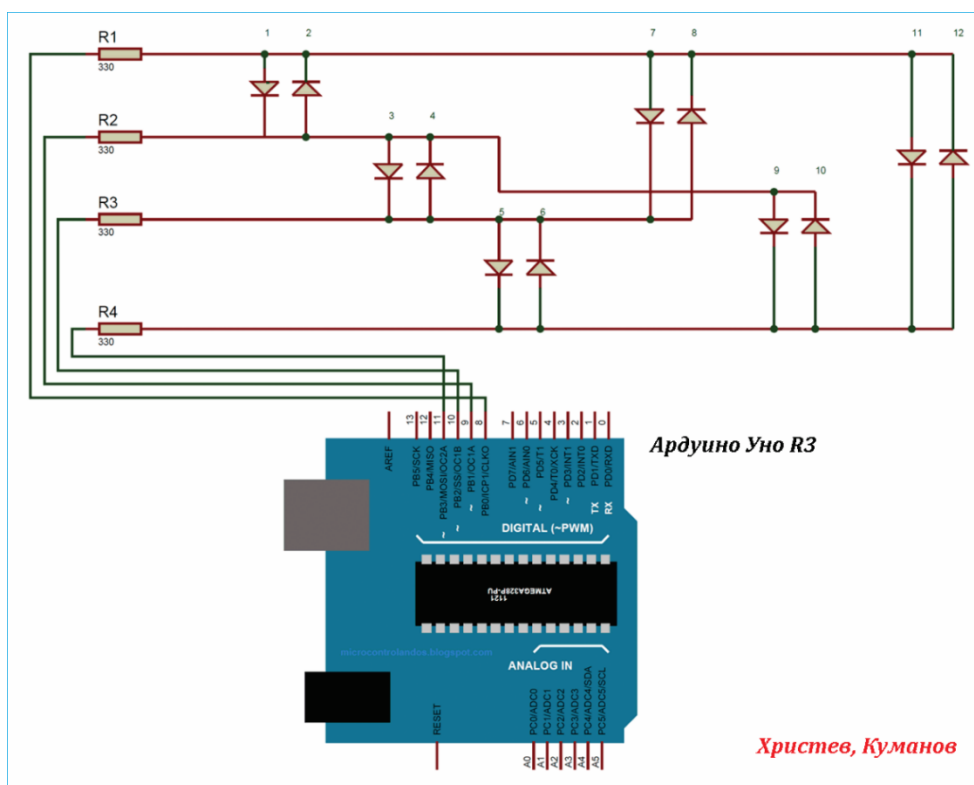 11 12
7 8
1 2
R1
330
3 4
R2
330
9 10
R3
330
5 6
R4
330
AREF
13 PB5/SCK
12 PB4/MISO
11 PB3/MOSI/OC2A ~
10 PB2/SS/OC1B ~
9 PB1/OC1A ~
8 PB0/ICP1/CLKO
7 PD7/AIN1
6 PD6/AIN0 ~
5 PD5/T1 ~
4 PD4/T0/XCK
3 PD3/INT1 ~
2 PD2/INT0
1 PD1/TXD TX
0 PD0/RXD RX
Ардуино Уно R3
DIGITAL (~PWM)
ATMEGA328P-PU
1121
microcontrolandos.blogspot.com
ANALOG IN
RESET
A0 PC0/ADC0
A1 PC1/ADC1
A2 PC2/ADC2
A3 PC3/ADC3
A4 PC4/ADC4/SDA
A5 PC5/ADC5/SCL
Христев, Куманов